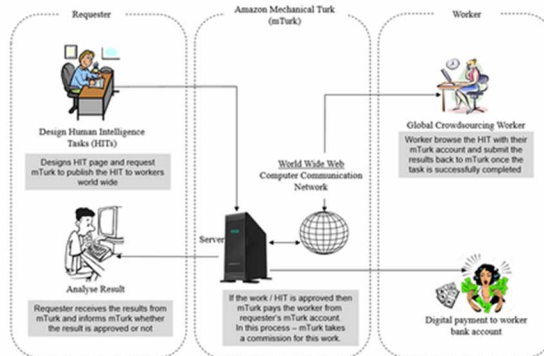 Requester
Amazon Mechanical Turk
(mTurk)
Worker
Design Human Intelligence
Tasks (HITs)
Designs HIT page and request
mTurk to publish the HIT to workers
world wide
World Wide Web
Computer Communication
Network
Global Crowdsourcing Worker
Worker browse the HIT with their
mTurk account and submit the
results back to mTurk once the
task is successfully completed
Server
Analyse Result
Requester receives the results from
mTurk and informs mTurk whether
the result is approved or not
If the work / HIT is approved then
mTurk pays the worker from
requester's mTurk account.
In this process – mTurk takes
a commission for this work.
Digital payment to worker
bank account